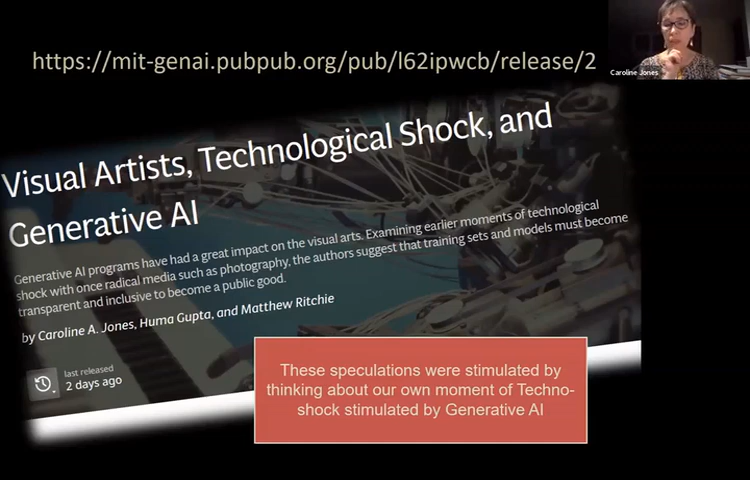 https://mit-genai.pubpub.org/pub/l62ipwcb/release/2
Caroline Jones
Visual Artists, Technological Shock, and
Generative AI
Generative AI programs have had a great impact on the visual arts. Examining earlier moments of technological
shock with once radical media such as photography, the authors suggest that training sets and models must become
transparent and inclusive to become a public good.
by Caroline A. Jones, Huma Gupta, and Matthew Ritchie
last released
2 days ago
These speculations were stimulated by
thinking about our own moment of Techno-
shock stimulated by Generative AI